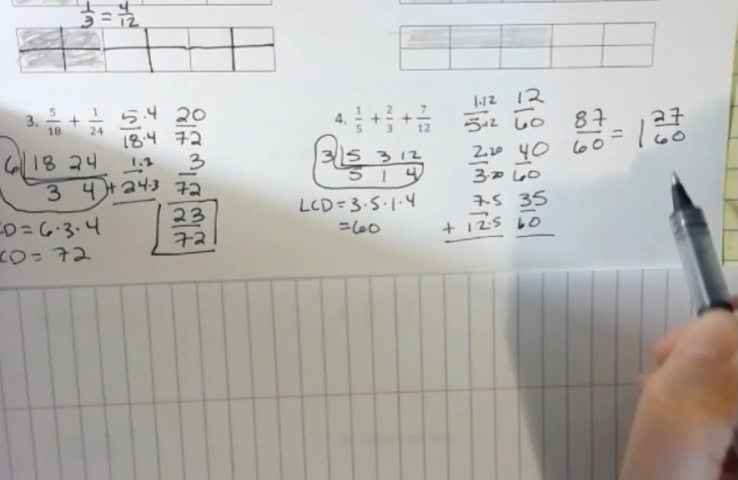 1/3 = 4/12
3. 5/18 + 1/24
5·4/18·4 20/72
6 18 24
1·3/24·3 3/72
3 4 +
23/72
D = 6·3·4
CD = 72
4. 1/5 + 2/3 + 7/12
1·12/5·12 12/60
3 5 3 12
5 1 4
2·20/3·20 40/60
LCD = 3·5·1·4
= 60
+ 7·5/12·5 35/60
87/60 = 1 27/60